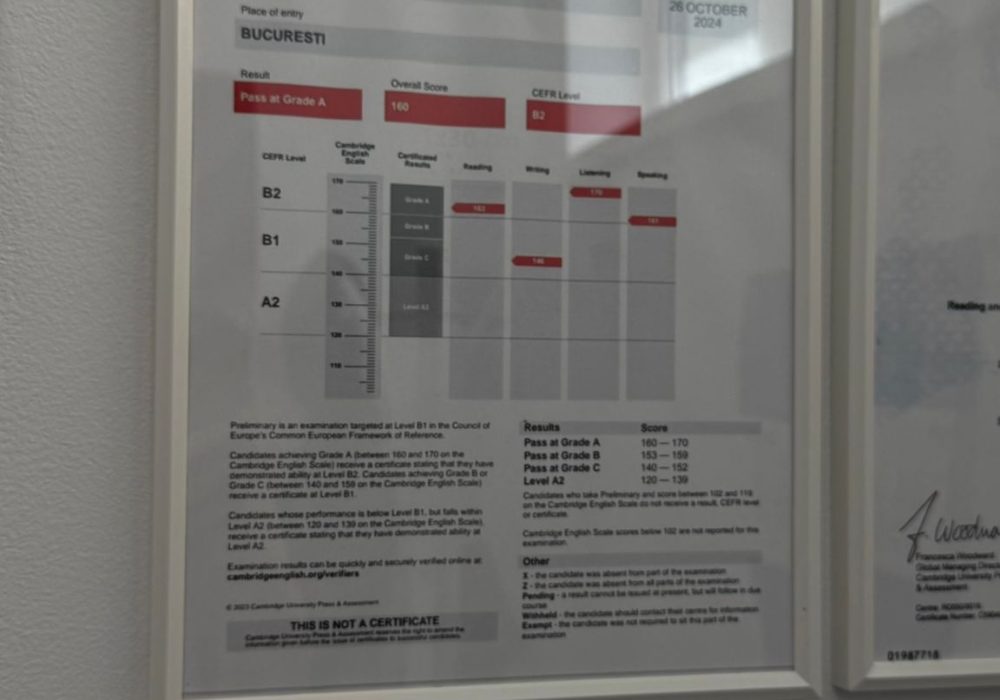 Place of entry
26 OCTOBER
2024
BUCURESTI
Result
Overall Score
CEFR Level
Pass at Grade A
160
B2
CEFR Level
Cambridge
English
Scale
Certificated
Results
Reading
Writing
Listening
Speaking
B2
B1
A2
170
160
150
140
130
120
110
Grade A
Grade B
Grade C
Level A2
170
146
Preliminary is an examination targeted at Level B1 in the Council of
Europe's Common European Framework of Reference.
Candidates achieving Grade A (between 160 and 170 on the
Cambridge English Scale) receive a certificate stating that they have
demonstrated ability at Level B2. Candidates achieving Grade B or
Grade C (between 140 and 159 on the Cambridge English Scale)
receive a certificate at Level B1.
Candidates whose performance is below Level B1, but falls within
Level A2 (between 120 and 139 on the Cambridge English Scale),
receive a certificate stating that they have demonstrated ability at
Level A2.
Examination results can be quickly and securely verified online at
cambridgeenglish.org/verifiers
© 2023 Cambridge University Press & Assessment
THIS IS NOT A CERTIFICATE
Cambridge University Press & Assessment reserves the right to amend the
information given before the issue of certificates to successful candidates.
Results Score
Pass at Grade A 160 — 170
Pass at Grade B 153 — 159
Pass at Grade C 140 — 152
Level A2 120 — 139
Candidates who take Preliminary and score between 102 and 119
on the Cambridge English Scale do not receive a result, CEFR level
or certificate.
Cambridge English Scale scores below 102 are not reported for this
examination.
Other
X - the candidate was absent from part of the examination
Z - the candidate was absent from all parts of the examination
Pending - a result cannot be issued at present, but will follow in due
course
Withheld - the candidate should contact their centre for information
Exempt - the candidate was not required to sit this part of the
examination
Reading an
Francesca Woodward
Global Managing Direct
Cambridge University P
& Assessment
Certificate Number
01987718